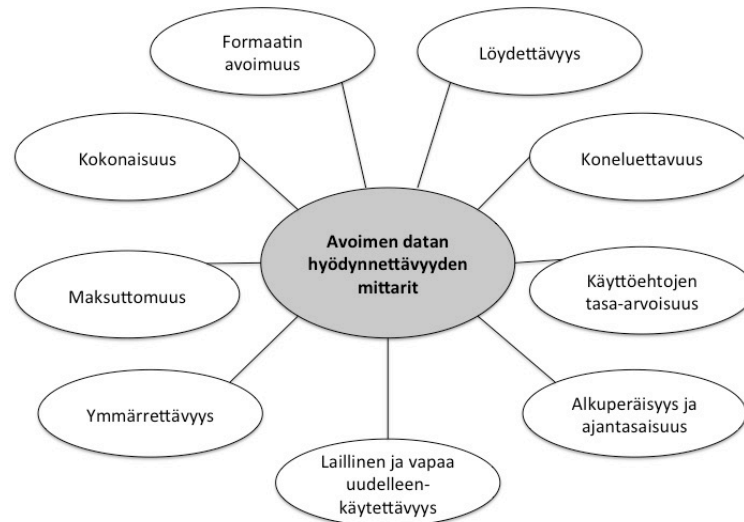 Formaatin
avoimuus
Löydettävyys
Kokonaisuus
Koneluettavuus
Avoimen datan
hyödynnettävyyden
mittarit
Maksuttomuus
Käyttöehtojen
tasa-arvoisuus
Ymmärrettävyys
Alkuperäisyys ja
ajantasaisuus
Laillinen ja vapaa
uudelleen-
käytettävyys